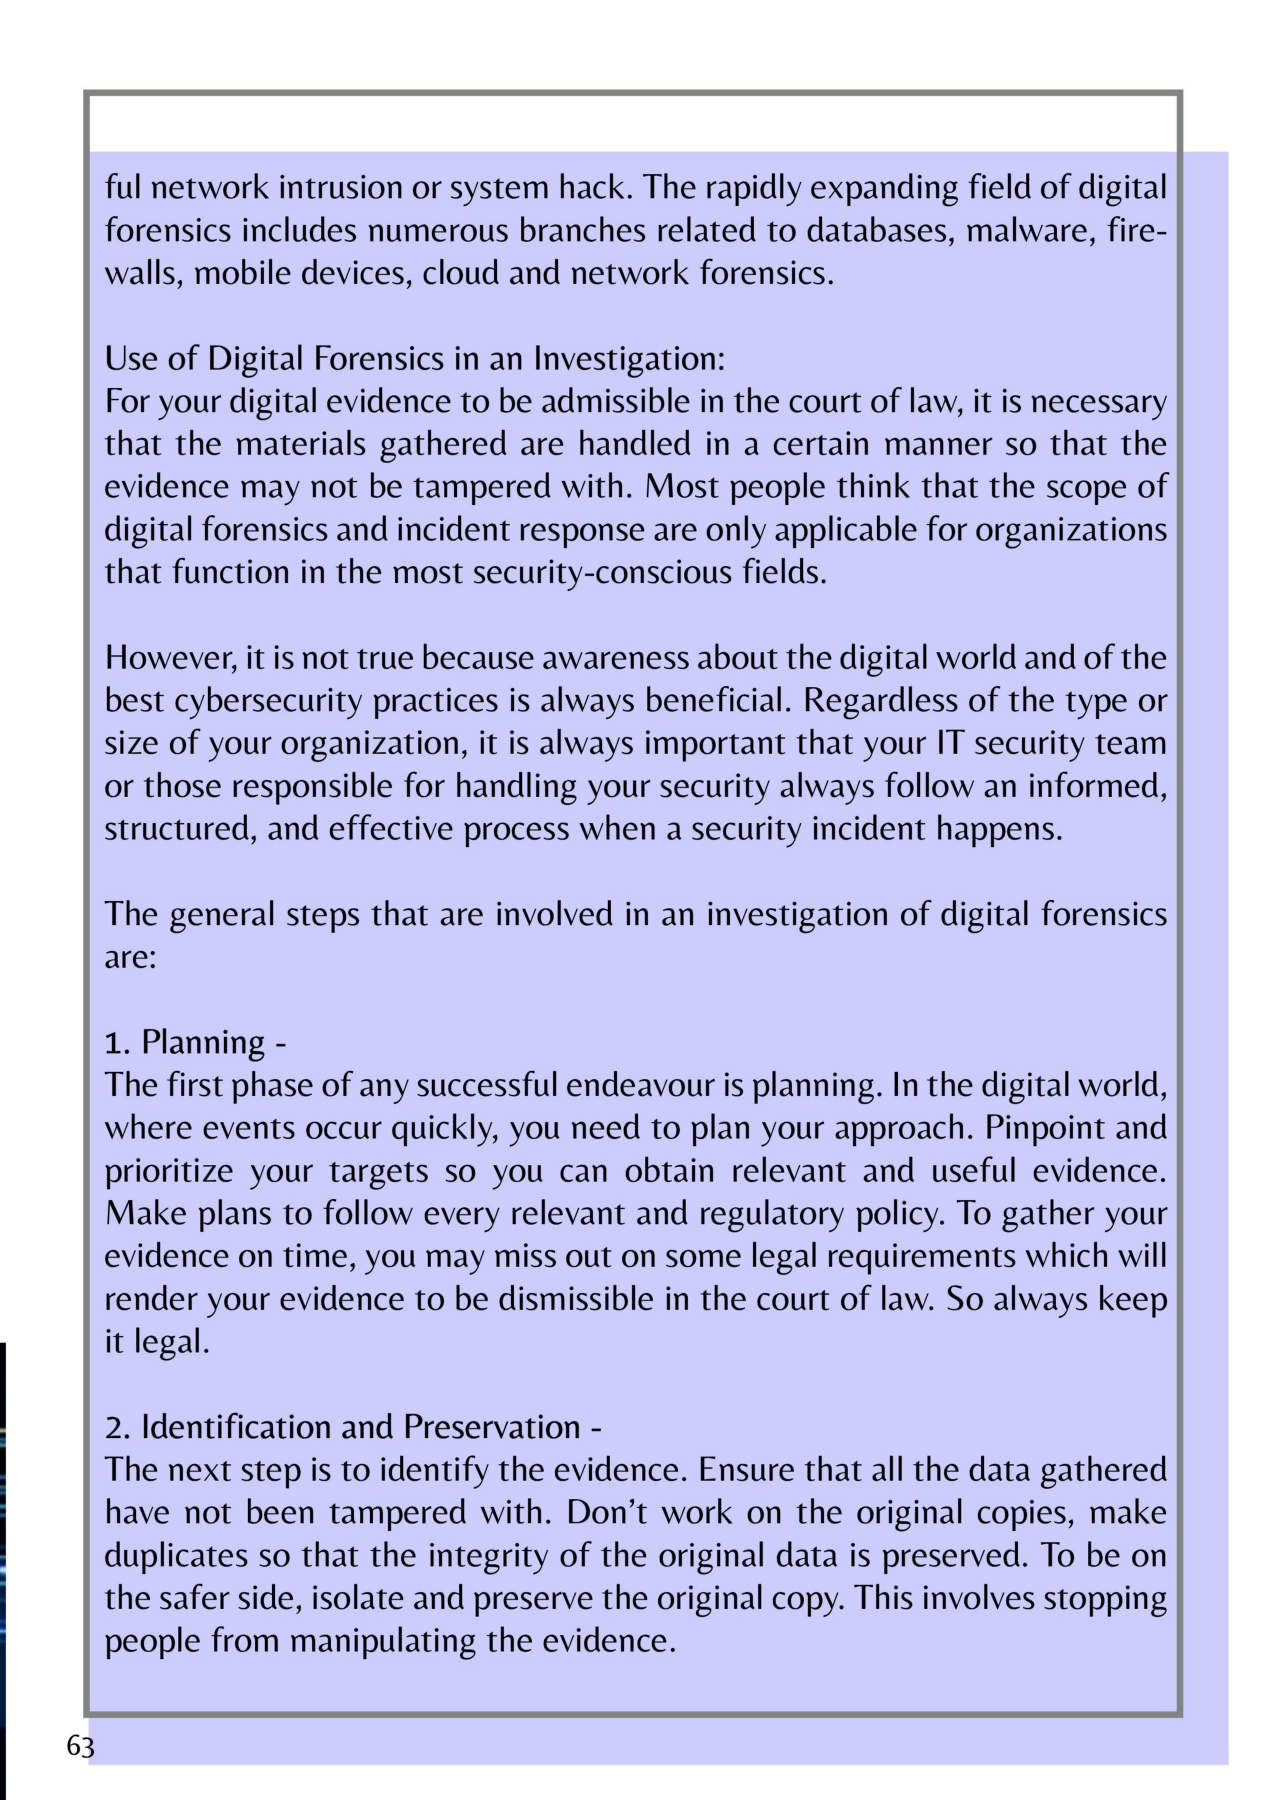 ful network intrusion or system hack. The rapidly expanding field of digital
forensics includes numerous branches related to databases, malware, fire-
walls, mobile devices, cloud and network forensics.
Use of Digital Forensics in an Investigation:
For your digital evidence to be admissible in the court of law, it is necessary
that the materials gathered are handled in a certain manner so that the
evidence may not be tampered with. Most people think that the scope of
digital forensics and incident response are only applicable for organizations
that function in the most security-conscious fields.
However, it is not true because awareness about the digital world and of the
best cybersecurity practices is always beneficial. Regardless of the type or
size of your organization, it is always important that your IT security team
or those responsible for handling your security always follow an informed,
structured, and effective process when a security incident happens.
The general steps that are involved in an investigation of digital forensics
are:
1. Planning -
The first phase of any successful endeavour is planning. In the digital world,
where events occur quickly, you need to plan your approach. Pinpoint and
prioritize your targets so you can obtain relevant and useful evidence.
Make plans to follow every relevant and regulatory policy. To gather your
evidence on time, you may miss out on some legal requirements which will
render your evidence to be dismissible in the court of law. So always keep
it legal.
2. Identification and Preservation -
The next step is to identify the evidence. Ensure that all the data gathered
have not been tampered with. Don’t work on the original copies, make
duplicates so that the integrity of the original data is preserved. To be on
the safer side, isolate and preserve the original copy. This involves stopping
people from manipulating the evidence.
63